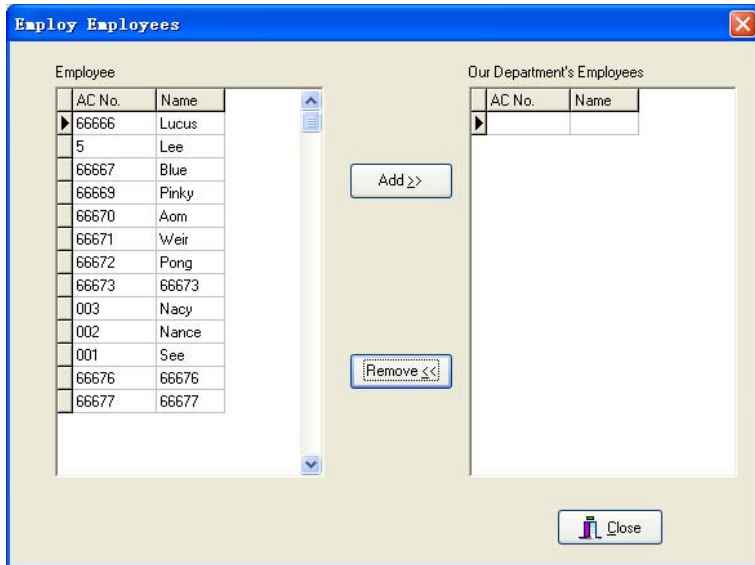 Employ Employees
Employee
Our Department's Employees
AC No. Name
AC No. Name
66666 Lucus
5 Lee
66667 Blue
66669 Pinky
66670 Aom
66671 Weir
66672 Pong
66673 66673
003 Nacy
002 Nance
001 See
66676 66676
66677 66677
Add >>
Remove <<
Close